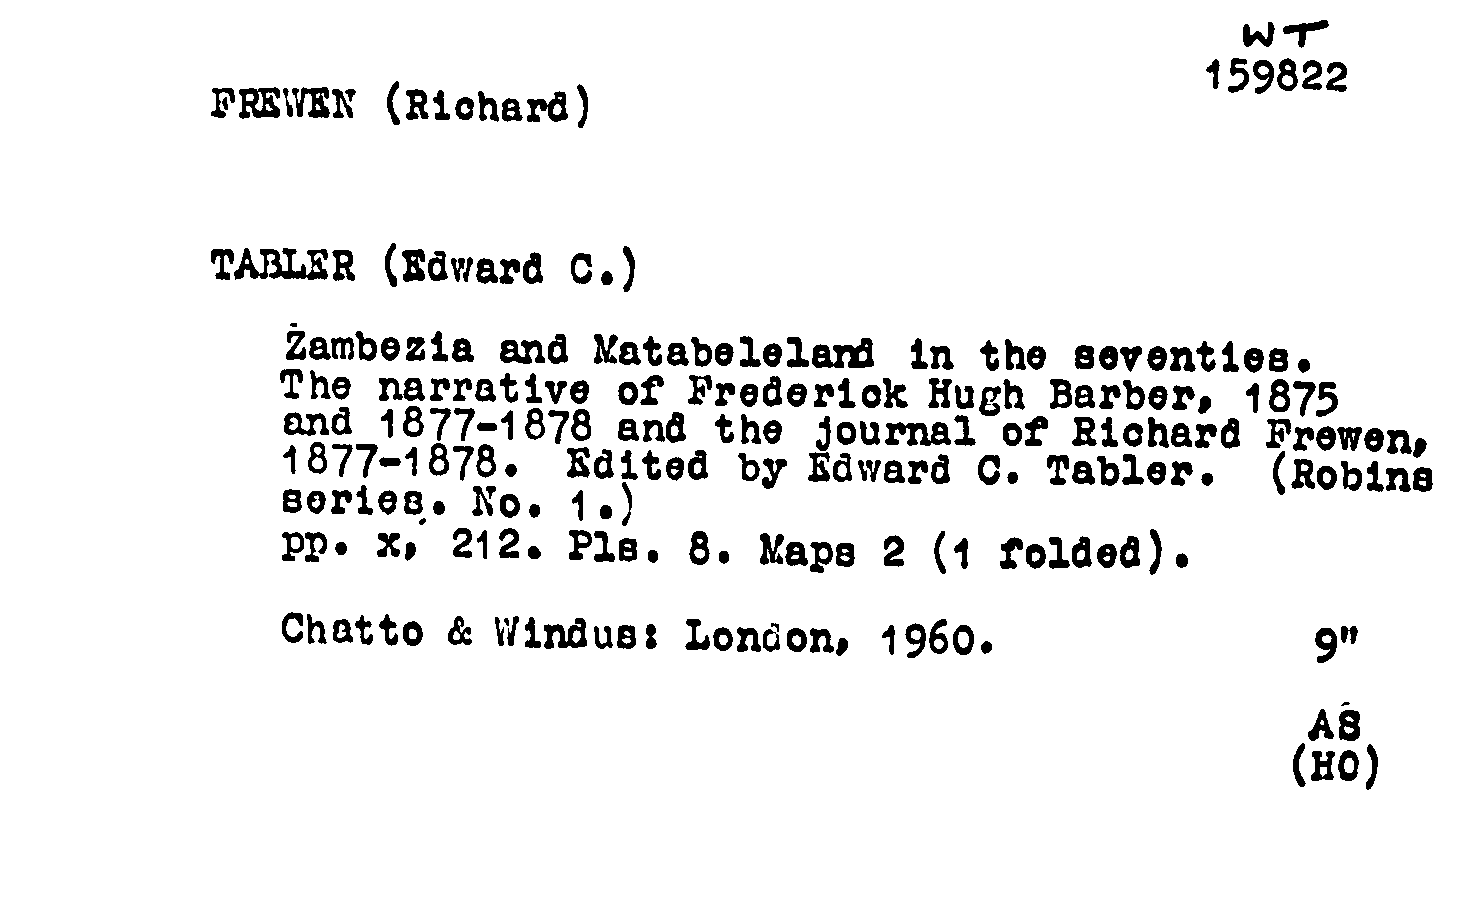 WT
159822
FREWEN (Richard)
TABLER (Edward C.)
Zambezia and Matabeleland in the seventies.
The narrative of Frederick Hugh Barber, 1875
and 1877-1878 and the journal of Richard Frewen,
1877-1878. Edited by Edward C. Tabler. (Robins
series. No. 1.)
pp. x, 212. Pls. 8. Maps 2 (1 folded).
Chatto & Windus: London, 1960. 9"
AS
(HO)